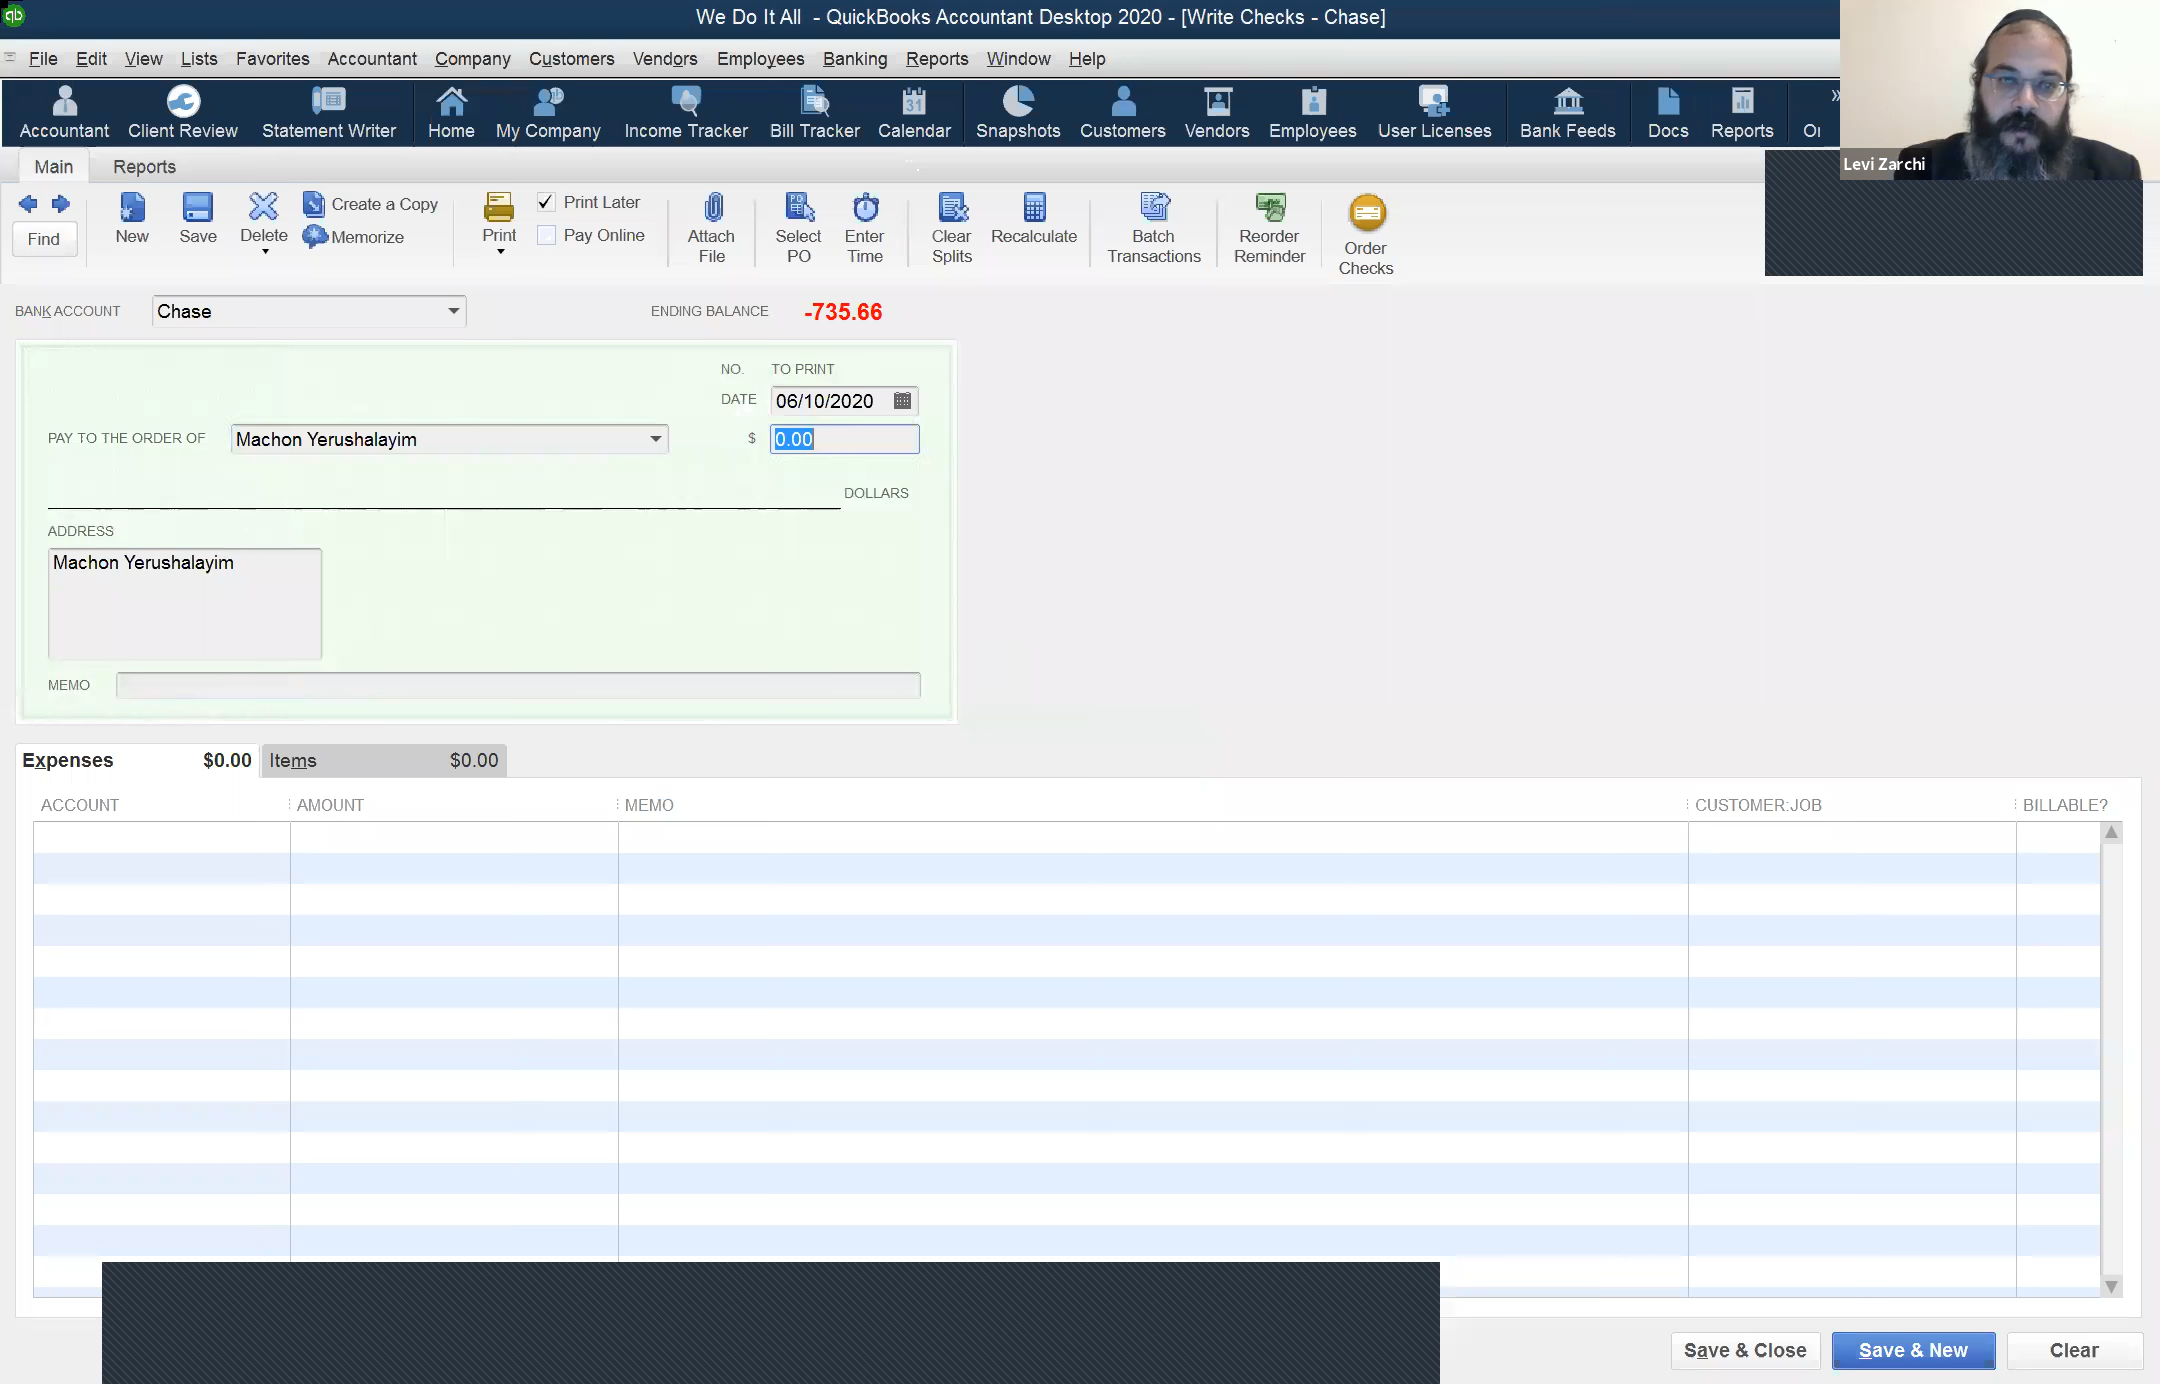 We Do It All - QuickBooks Accountant Desktop 2020 - [Write Checks - Chase]
File Edit View Lists Favorites Accountant Company Customers Vendors Employees Banking Reports Window Help
Accountant Client Review Statement Writer Home My Company Income Tracker Bill Tracker Calendar Snapshots Customers Vendors Employees User Licenses Bank Feeds Docs Reports
Levi Zarchi
Main Reports
Find New Save Delete Create a Copy Memorize Print Print Later Pay Online Attach File Select PO Enter Time Clear Splits Recalculate Batch Transactions Reorder Reminder Order Checks
BANK ACCOUNT Chase ENDING BALANCE -735.66
NO. TO PRINT
DATE 06/10/2020
PAY TO THE ORDER OF Machon Yerushalayim $ 0.00
DOLLARS
ADDRESS
Machon Yerushalayim
MEMO
Expenses $0.00 Items $0.00
ACCOUNT AMOUNT MEMO CUSTOMER:JOB BILLABLE?
Save & Close Save & New Clear